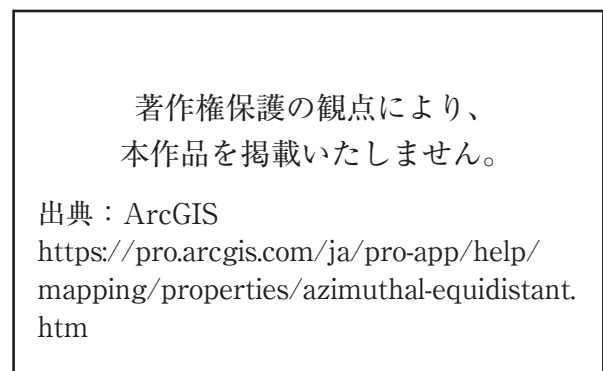 著作権保護の観点により、
本作品を掲載いたしません。
出典：ArcGIS
https://pro.arcgis.com/ja/pro-app/help/
mapping/properties/azimuthal-equidistant.
htm